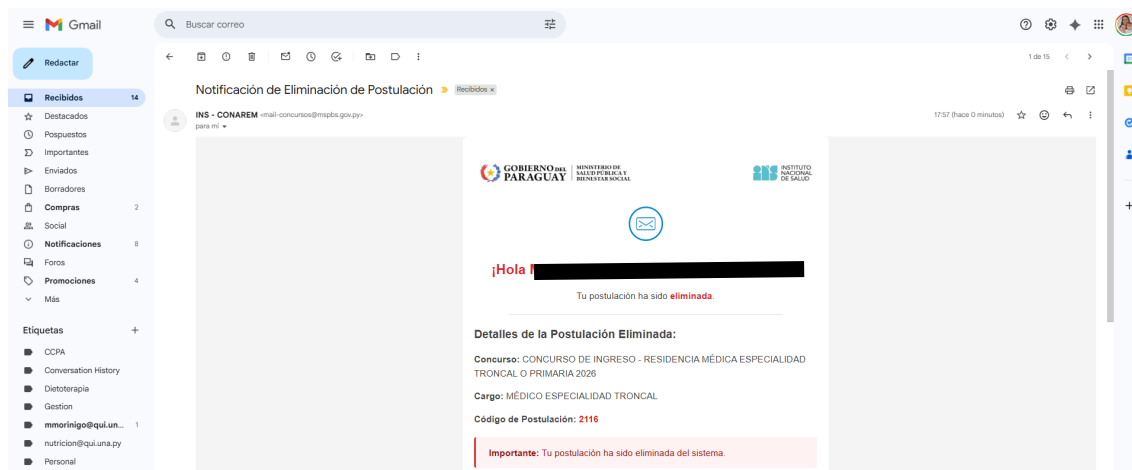 Gmail
Buscar correo
Redactar
1 de 15
Recibidos 14
Destacados
Pospuestos
Importantes
Enviados
Borradores
Compras 2
Social
Notificaciones 8
Foros
Promociones 4
Más
Etiquetas
CCPA
Conversation History
Dietoterapia
Gestion
mmorinigo@qui.un... 1
nutricion@qui.una.py
Personal
Notificación de Eliminación de Postulación Recibidos x
INS - CONAREM <mail-concursos@mspbs.gov.py> 17:57 (hace 0 minutos)
para mí
GOBIERNO DEL PARAGUAY
MINISTERIO DE
SALUD PÚBLICA Y
BIENESTAR SOCIAL
INS
INSTITUTO
NACIONAL
DE SALUD
¡Hola
Tu postulación ha sido eliminada.
Detalles de la Postulación Eliminada:
Concurso: CONCURSO DE INGRESO - RESIDENCIA MÉDICA ESPECIALIDAD
TRONCAL O PRIMARIA 2026
Cargo: MÉDICO ESPECIALIDAD TRONCAL
Código de Postulación: 2116
Importante: Tu postulación ha sido eliminada del sistema.